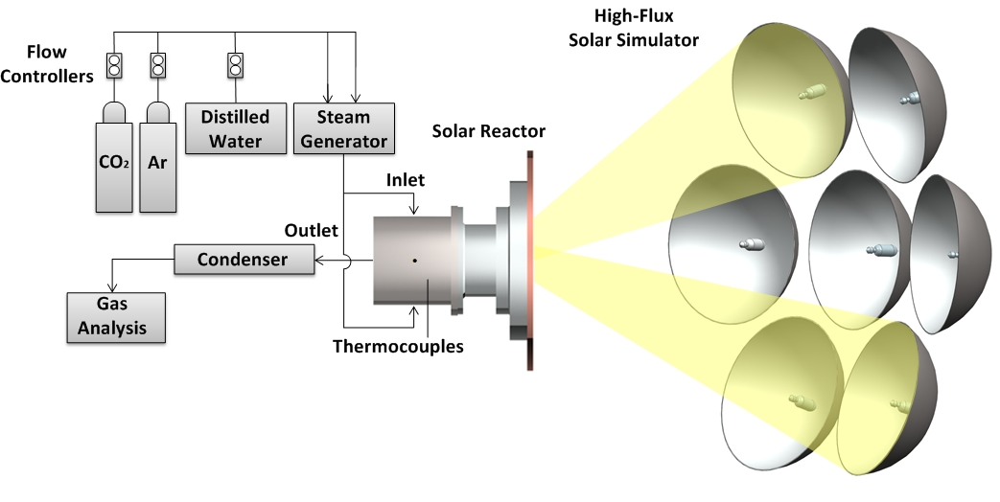 High-Flux
Solar Simulator
Flow
Controllers
Distilled
Water
Steam
Generator
Solar Reactor
CO₂
Ar
Inlet
Outlet
Condenser
Gas
Analysis
Thermocouples